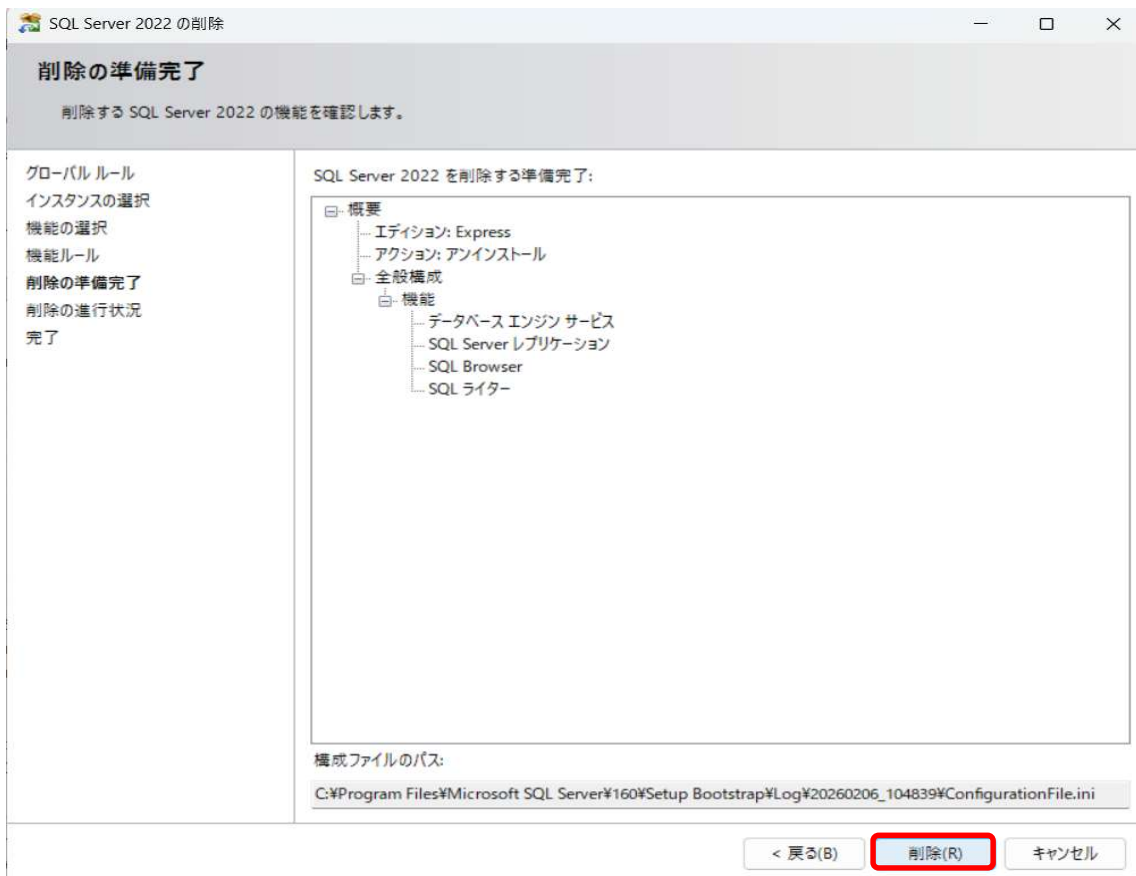 SQL Server 2022 の削除
削除の準備完了
削除する SQL Server 2022 の機能を確認します。
グローバル ルール
インスタンスの選択
機能の選択
機能ルール
削除の準備完了
削除の進行状況
完了
SQL Server 2022 を削除する準備完了:
概要
エディション: Express
アクション: アンインストール
全般構成
機能
データベース エンジン サービス
SQL Server レプリケーション
SQL Browser
SQL ライター
構成ファイルのパス:
C:¥Program Files¥Microsoft SQL Server¥160¥Setup Bootstrap¥Log¥20260206_104839¥ConfigurationFile.ini
< 戻る(B) 削除(R) キャンセル